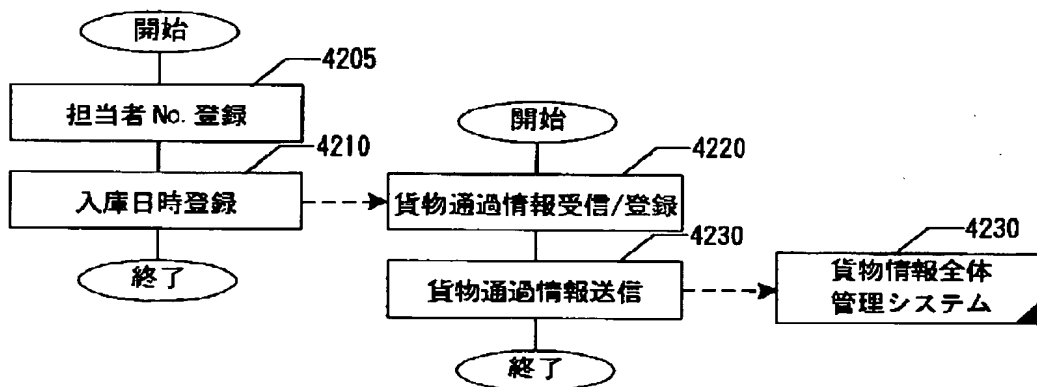 開始
4205
担当者 No. 登録
4210
入庫日時登録
終了
開始
4220
貨物通過情報受信/登録
4230
貨物通過情報送信
終了
4230
貨物情報全体
管理システム